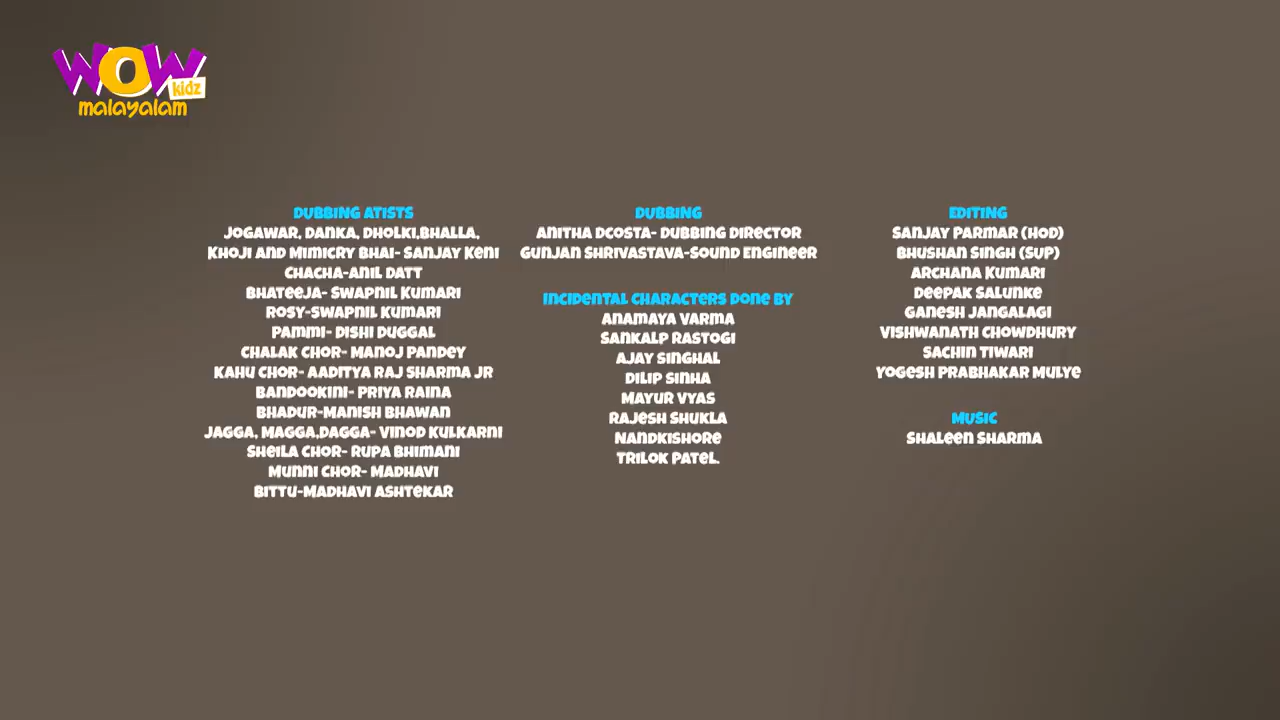 WOW
kidz
malayalam
DUBBING ATISTS
JOGAWAR, DANKA, DHOLKI,BHALLA,
KHOJI AND MIMICRY BHAI- SANJAY KENI
CHACHA-ANIL DATT
BHATEEJA- SWAPNIL KUMARI
ROSY-SWAPNIL KUMARI
PAMMI- DISHI DUGGAL
CHALAK CHOR- MANOJ PANDEY
KAHU CHOR- AADITYA RAJ SHARMA JR
BANDOOKINI- PRIYA RAINA
BHADUR-MANISH BHAWAN
JAGGA, MAGGA,DAGGA- VINOD KULKARNI
SHEILA CHOR- RUPA BHIMANI
MUNNI CHOR- MADHAVI
BITTU-MADHAVI ASHTEKAR
DUBBING
ANITHA DCOSTA- DUBBING DIRECTOR
GUNJAN SHRIVASTAVA-SOUND ENGINEER
INCIDENTAL CHARACTERS DONE BY
ANAMAYA VARMA
SANKALP RASTOGI
AJAY SINGHAL
DILIP SINHA
MAYUR VYAS
RAJESH SHUKLA
NANDKISHORE
TRILOK PATEL.
EDITING
SANJAY PARMAR (HOD)
BHUSHAN SINGH (SUP)
ARCHANA KUMARI
DEEPAK SALUNKE
GANESH JANGALAGI
VISHWANATH CHOWDHURY
SACHIN TIWARI
YOGESH PRABHAKAR MULYE
MUSIC
SHALEEN SHARMA